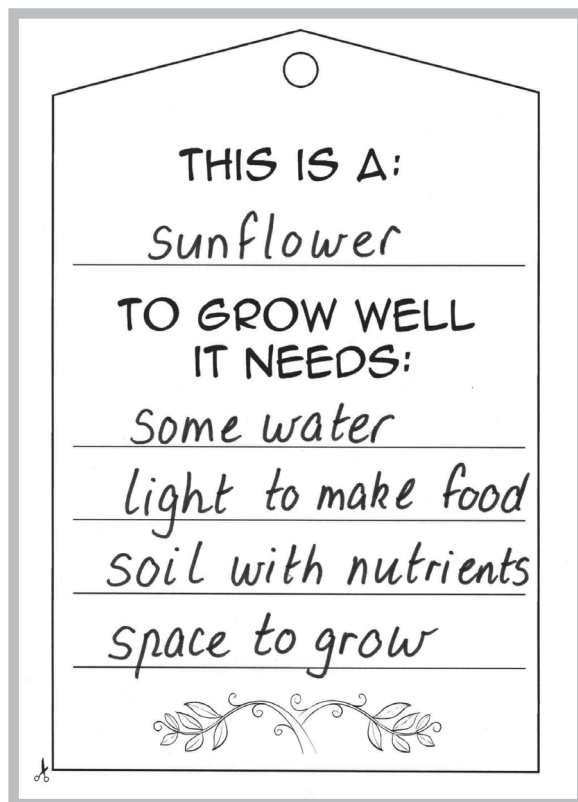 THIS IS A:
sunflower
TO GROW WELL
IT NEEDS:
some water
light to make food
soil with nutrients
space to grow